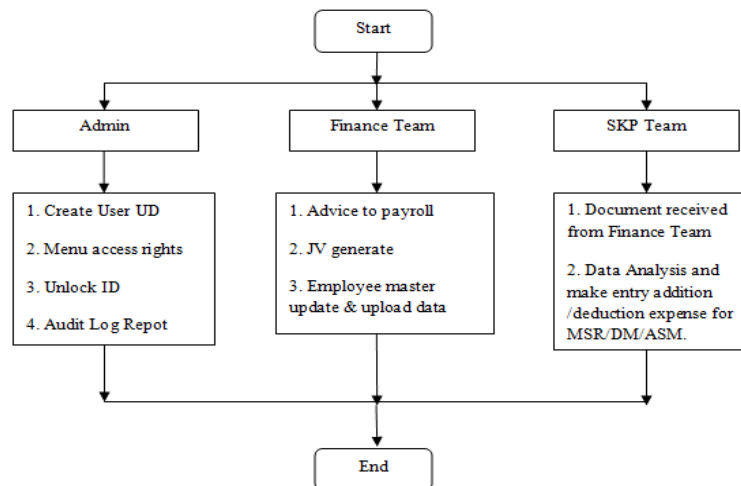 Start
Admin
Finance Team
SKP Team
1. Create User UD
2. Menu access rights
3. Unlock ID
4. Audit Log Repot
1. Advice to payroll
2. JV generate
3. Employee master
update & upload data
1. Document received
from Finance Team
2. Data Analysis and
make entry addition
/deduction expense for
MSR/DM/ASM.
End